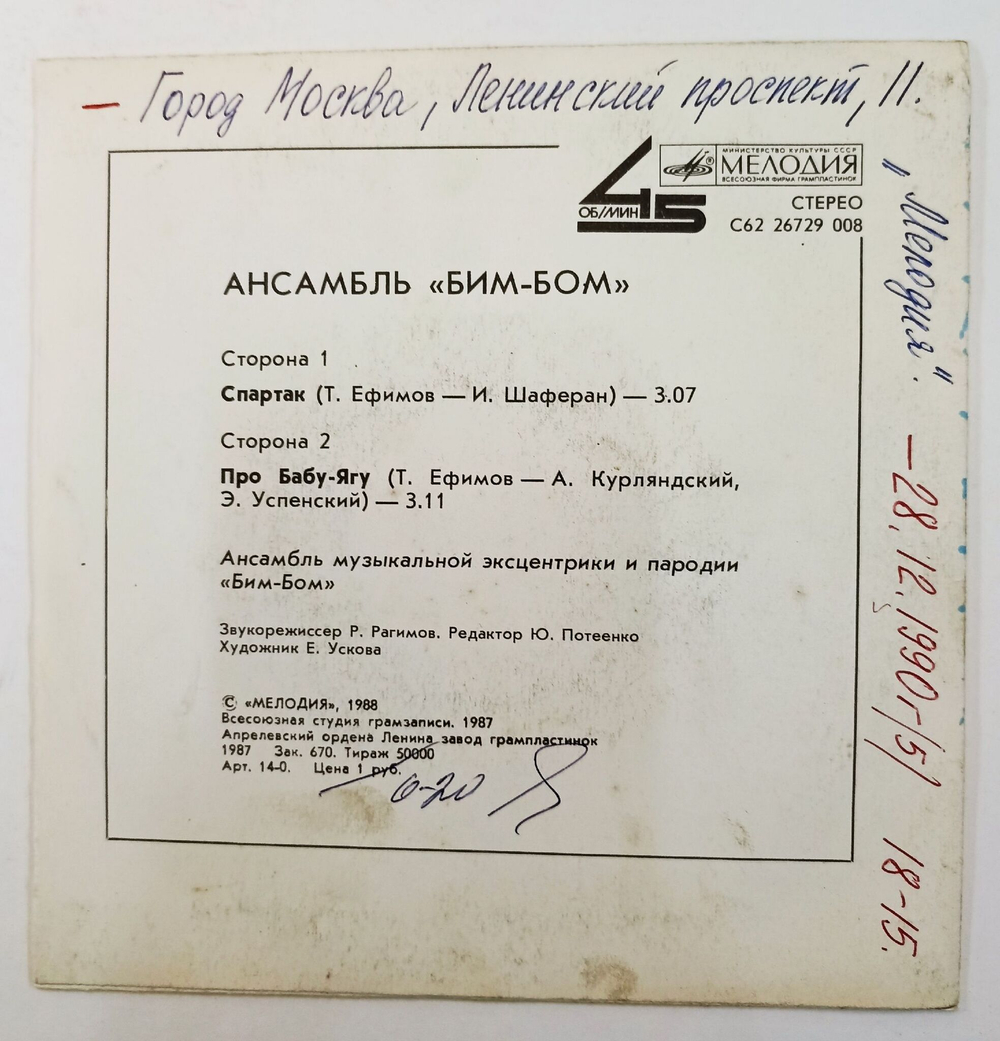 — Город Москва, Ленинский проспект, 11.
45
ОБ/МИН
МИНИСТЕРСТВО КУЛЬТУРЫ СССР
МЕЛОДИЯ
ВСЕСОЮЗНАЯ ФИРМА ГРАМПЛАСТИНОК
СТЕРЕО
С62 26729 008
АНСАМБЛЬ «БИМ-БОМ»
Сторона 1
Спартак (Т. Ефимов — И. Шаферан) — 3.07
Сторона 2
Про Бабу-Ягу (Т. Ефимов — А. Курляндский,
Э. Успенский) — 3.11
Ансамбль музыкальной эксцентрики и пародии
«Бим-Бом»
Звукорежиссер Р. Рагимов. Редактор Ю. Потеенко
Художник Е. Ускова
© «МЕЛОДИЯ», 1988
Всесоюзная студия грамзаписи. 1987
Апрелевский ордена Ленина завод грампластинок
1987 Зак. 670. Тираж 50000
Арт. 14-0. Цена 1 руб.
0-20
„Мелодия". — 28.12.1990г/5/ 18-15.